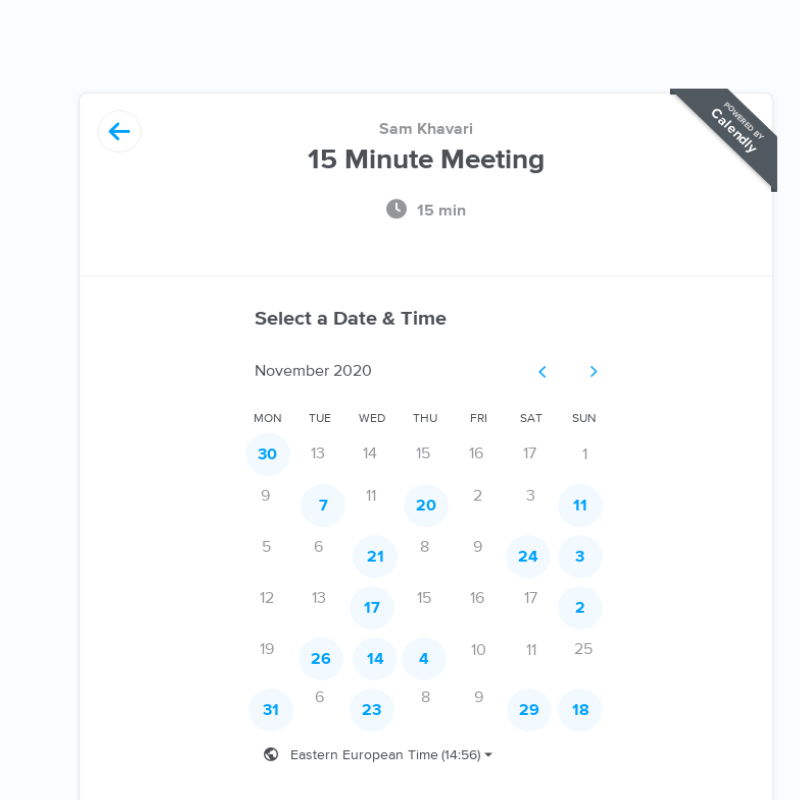 Sam Khavari
POWERED BY
Calendly
15 Minute Meeting
15 min
Select a Date & Time
November 2020
MON TUE WED THU FRI SAT SUN
30 13 14 15 16 17 1
9 7 11 20 2 3 11
5 6 21 8 9 24 3
12 13 17 15 16 17 2
19 26 14 4 10 11 25
31 6 23 8 9 29 18
Eastern European Time (14:56)